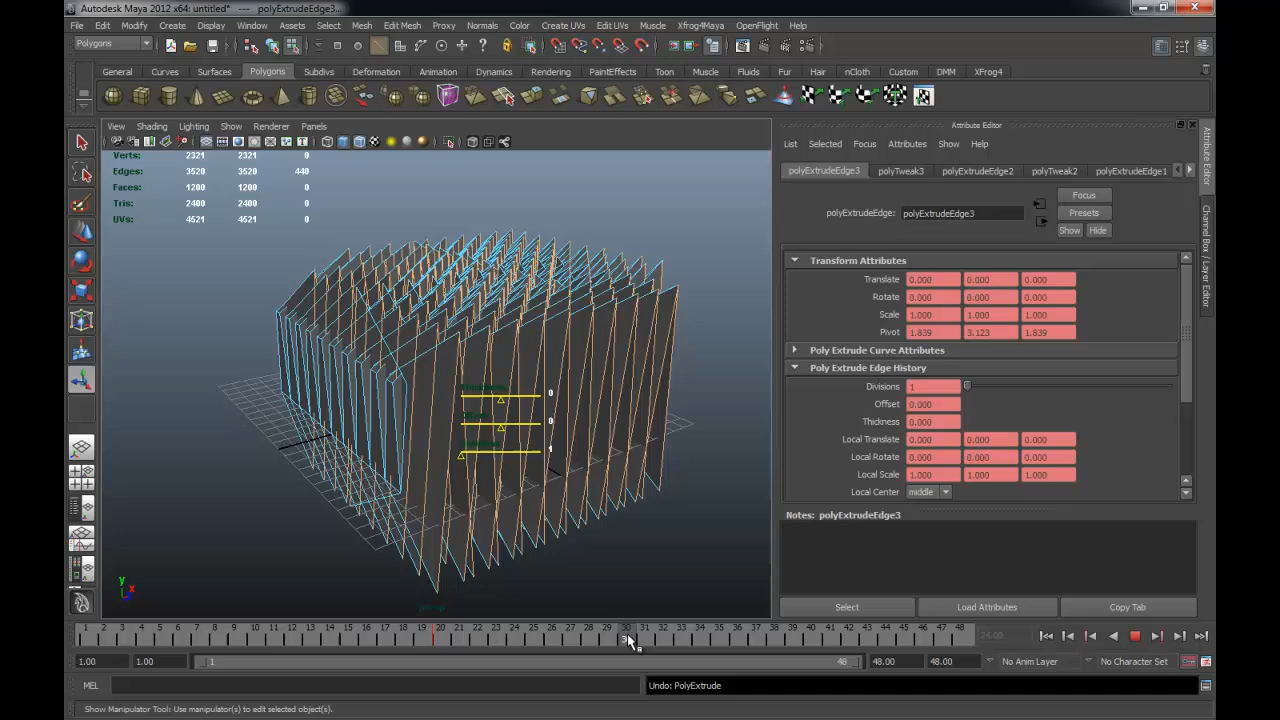 Autodesk Maya 2012 x64: untitled* --- polyExtrudeEdge3...
File Edit Modify Create Display Window Assets Select Mesh Edit Mesh Proxy Normals Color Create UVs Edit UVs Muscle Xfrog4Maya OpenFlight Help
Polygons
General Curves Surfaces Polygons Subdivs Deformation Animation Dynamics Rendering PaintEffects Toon Muscle Fluids Fur Hair nCloth Custom DMM XFrog4
View Shading Lighting Show Renderer Panels
Verts: 2321 2321 0
Edges: 3520 3520 440
Faces: 1200 1200 0
Tris: 2400 2400 0
UVs: 4521 4521 0
0
0
1
y
x
persp
Attribute Editor
List Selected Focus Attributes Show Help
polyExtrudeEdge3 polyTweak3 polyExtrudeEdge2 polyTweak2 polyExtrudeEdge1
polyExtrudeEdge: polyExtrudeEdge3
Focus
Presets
Show Hide
Transform Attributes
Translate 0.000 0.000 0.000
Rotate 0.000 0.000 0.000
Scale 1.000 1.000 1.000
Pivot 1.839 3.123 1.839
Poly Extrude Curve Attributes
Poly Extrude Edge History
Divisions 1
Offset 0.000
Thickness 0.000
Local Translate 0.000 0.000 0.000
Local Rotate 0.000 0.000 0.000
Local Scale 1.000 1.000 1.000
Local Center middle
Notes: polyExtrudeEdge3
Select Load Attributes Copy Tab
Attribute Editor
Channel Box / Layer Editor
1 2 3 4 5 6 7 8 9 10 11 12 13 14 15 16 17 18 19 20 21 22 23 24 25 26 27 28 29 30 31 32 33 34 35 36 37 38 39 40 41 42 43 44 45 46 47 48
24.00
1.00 1.00 1 48 48.00 48.00 No Anim Layer No Character Set
MEL Undo: PolyExtrude
Show Manipulator Tool: Use manipulator(s) to edit selected object(s).